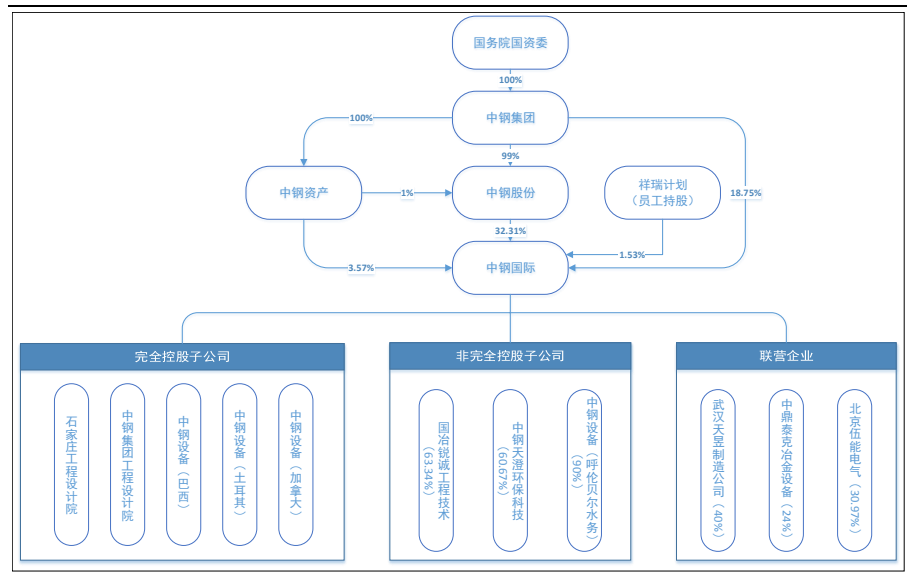 国务院国资委
100%
中钢集团
100%
99%
18.75%
中钢资产
1%
中钢股份
祥瑞计划
（员工持股）
32.31%
1.53%
3.57%
中钢国际
完全控股子公司
石家庄工程设计院
中钢集团工程设计院
中钢设备（巴西）
中钢设备（土耳其）
中钢设备（加拿大）
非完全控股子公司
国冶锐诚工程技术
(63.34%)
中钢天澄环保科技
(60.67%)
中钢设备（呼伦贝尔水务）
(90%)
联营企业
武汉天昱制造公司（40%）
中鼎泰克冶金设备（24%）
北京伍能电气（30.97%）